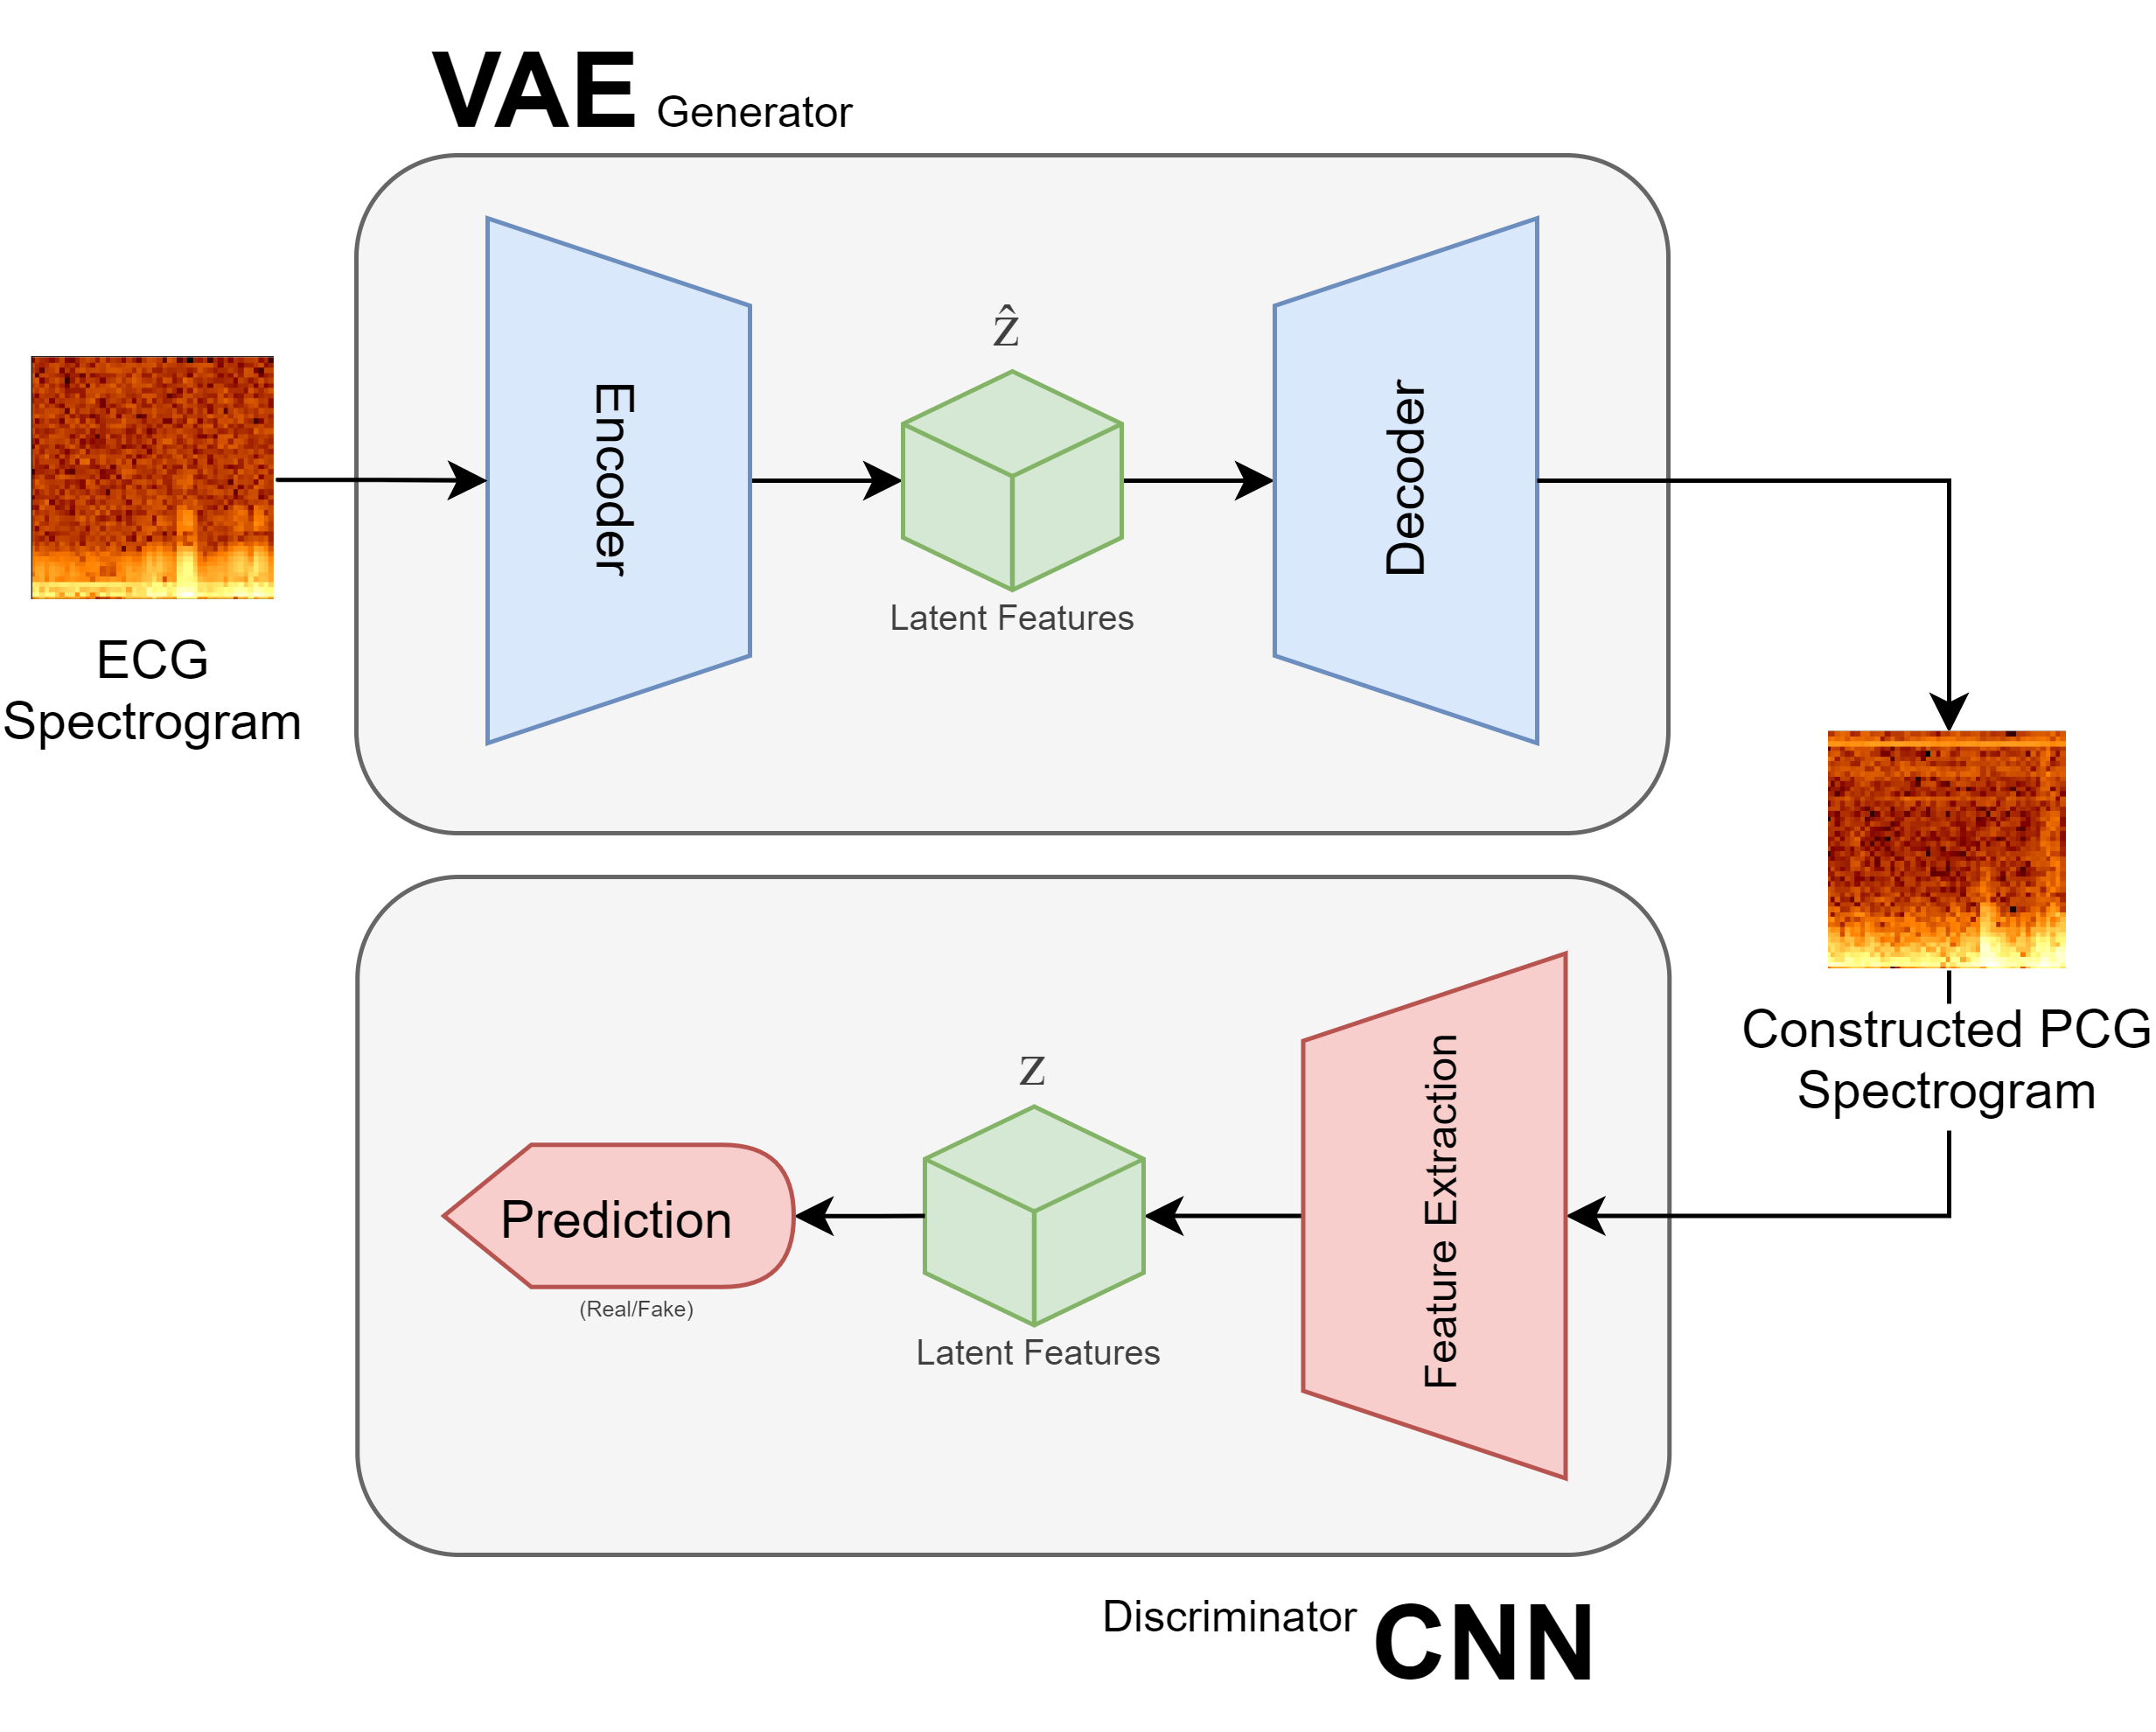 VAE Generator
Encoder
ẑ
Latent Features
Decoder
ECG
Spectrogram
Constructed PCG
Spectrogram
Feature Extraction
z
Latent Features
Prediction
(Real/Fake)
Discriminator CNN